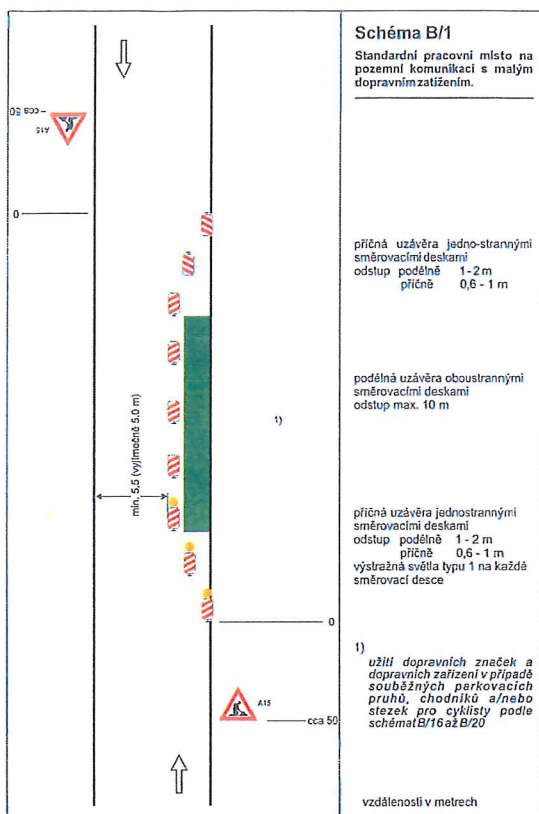 Schéma B/1
Standardní pracovní místo na
pozemní komunikaci s malým
dopravním zatížením.
cca 50
A15
0
příčná uzávěra jedno-strannými
směrovacími deskami
odstup podélně 1 - 2 m
příčně 0,6 - 1 m
podélná uzávěra oboustrannými
směrovacími deskami
odstup max. 10 m
1)
min. 5,5 (vyjímočně 5,0 m)
příčná uzávěra jednostrannými
směrovacími deskami
odstup podélně 1 - 2 m
příčně 0,6 - 1 m
výstražná světla typu 1 na každé
směrovací desce
0
1)
užití dopravních značek a
dopravních zařízení v případě
souběžných parkovacích
pruhů, chodníků a/nebo
stezek pro cyklisty podle
schémat B/16 až B/20
A15
cca 50
vzdálenosti v metrech